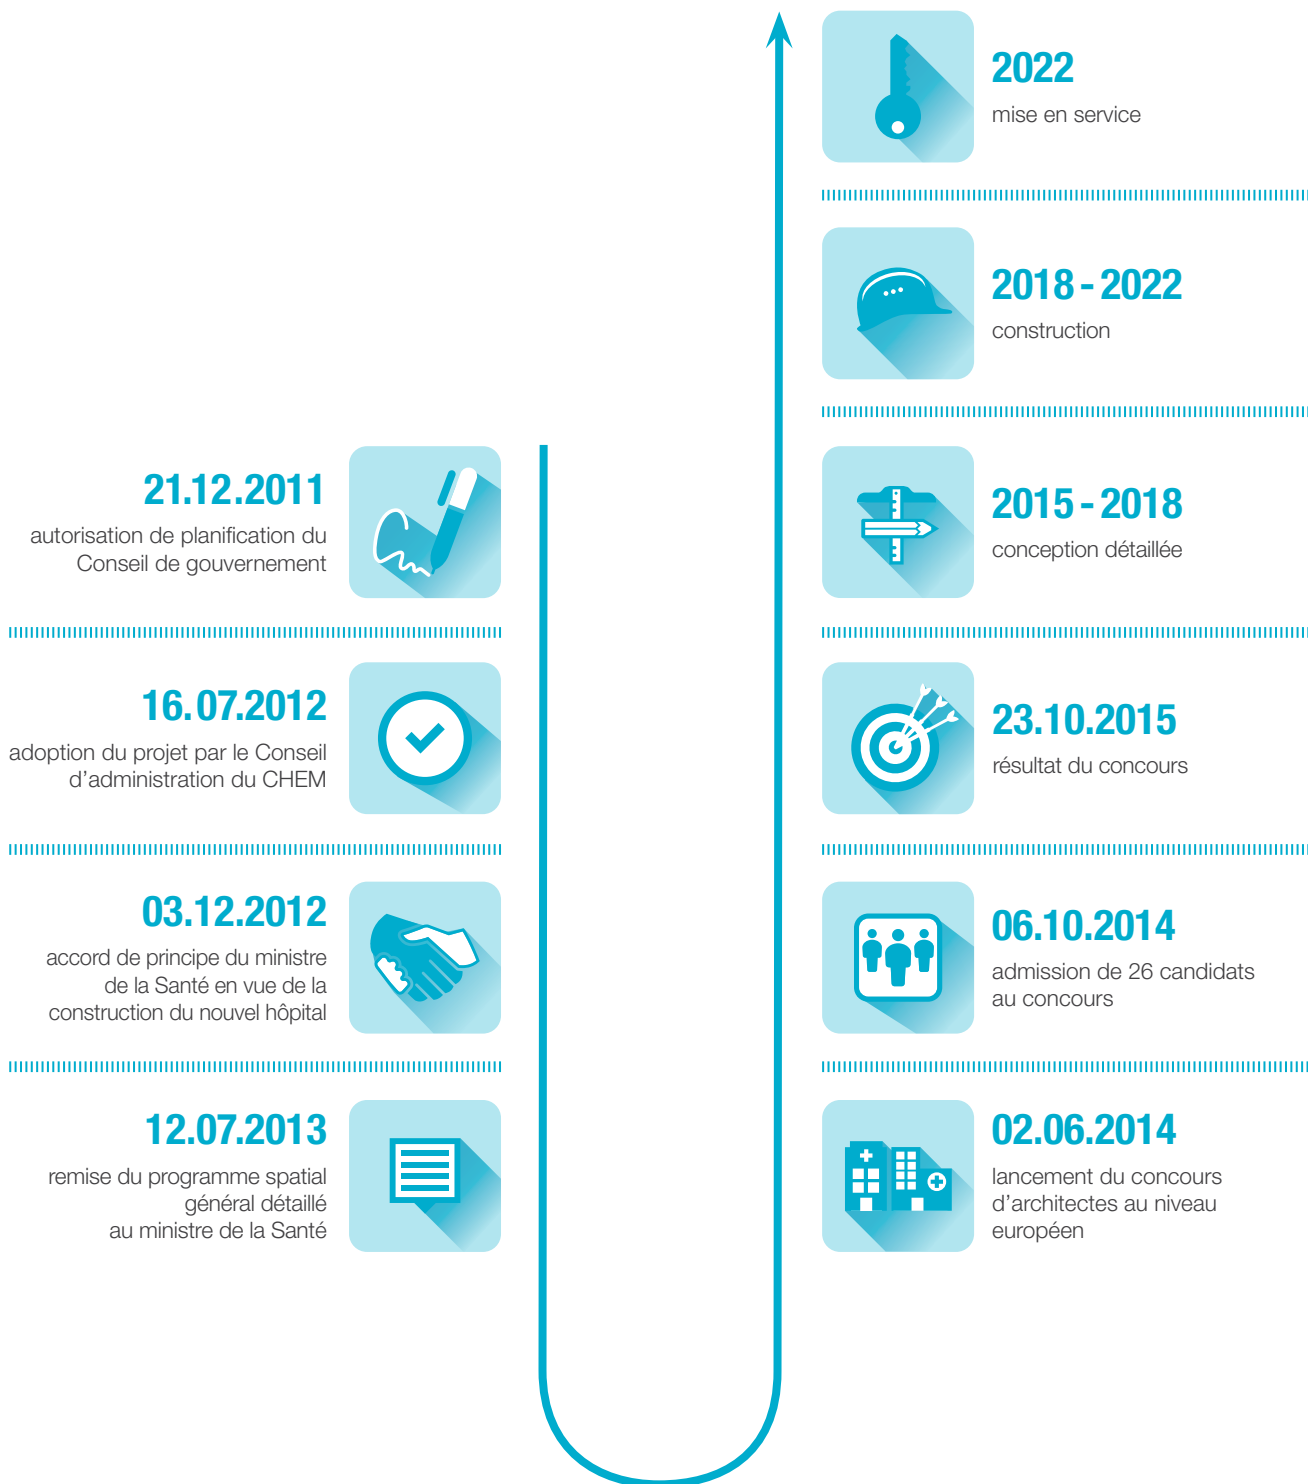 21.12.2011
autorisation de planification du
Conseil de gouvernement
16.07.2012
adoption du projet par le Conseil
d'administration du CHEM
03.12.2012
accord de principe du ministre
de la Santé en vue de la
construction du nouvel hôpital
12.07.2013
remise du programme spatial
général détaillé
au ministre de la Santé
02.06.2014
lancement du concours
d'architectes au niveau
européen
06.10.2014
admission de 26 candidats
au concours
23.10.2015
résultat du concours
2015 - 2018
conception détaillée
2018 - 2022
construction
2022
mise en service